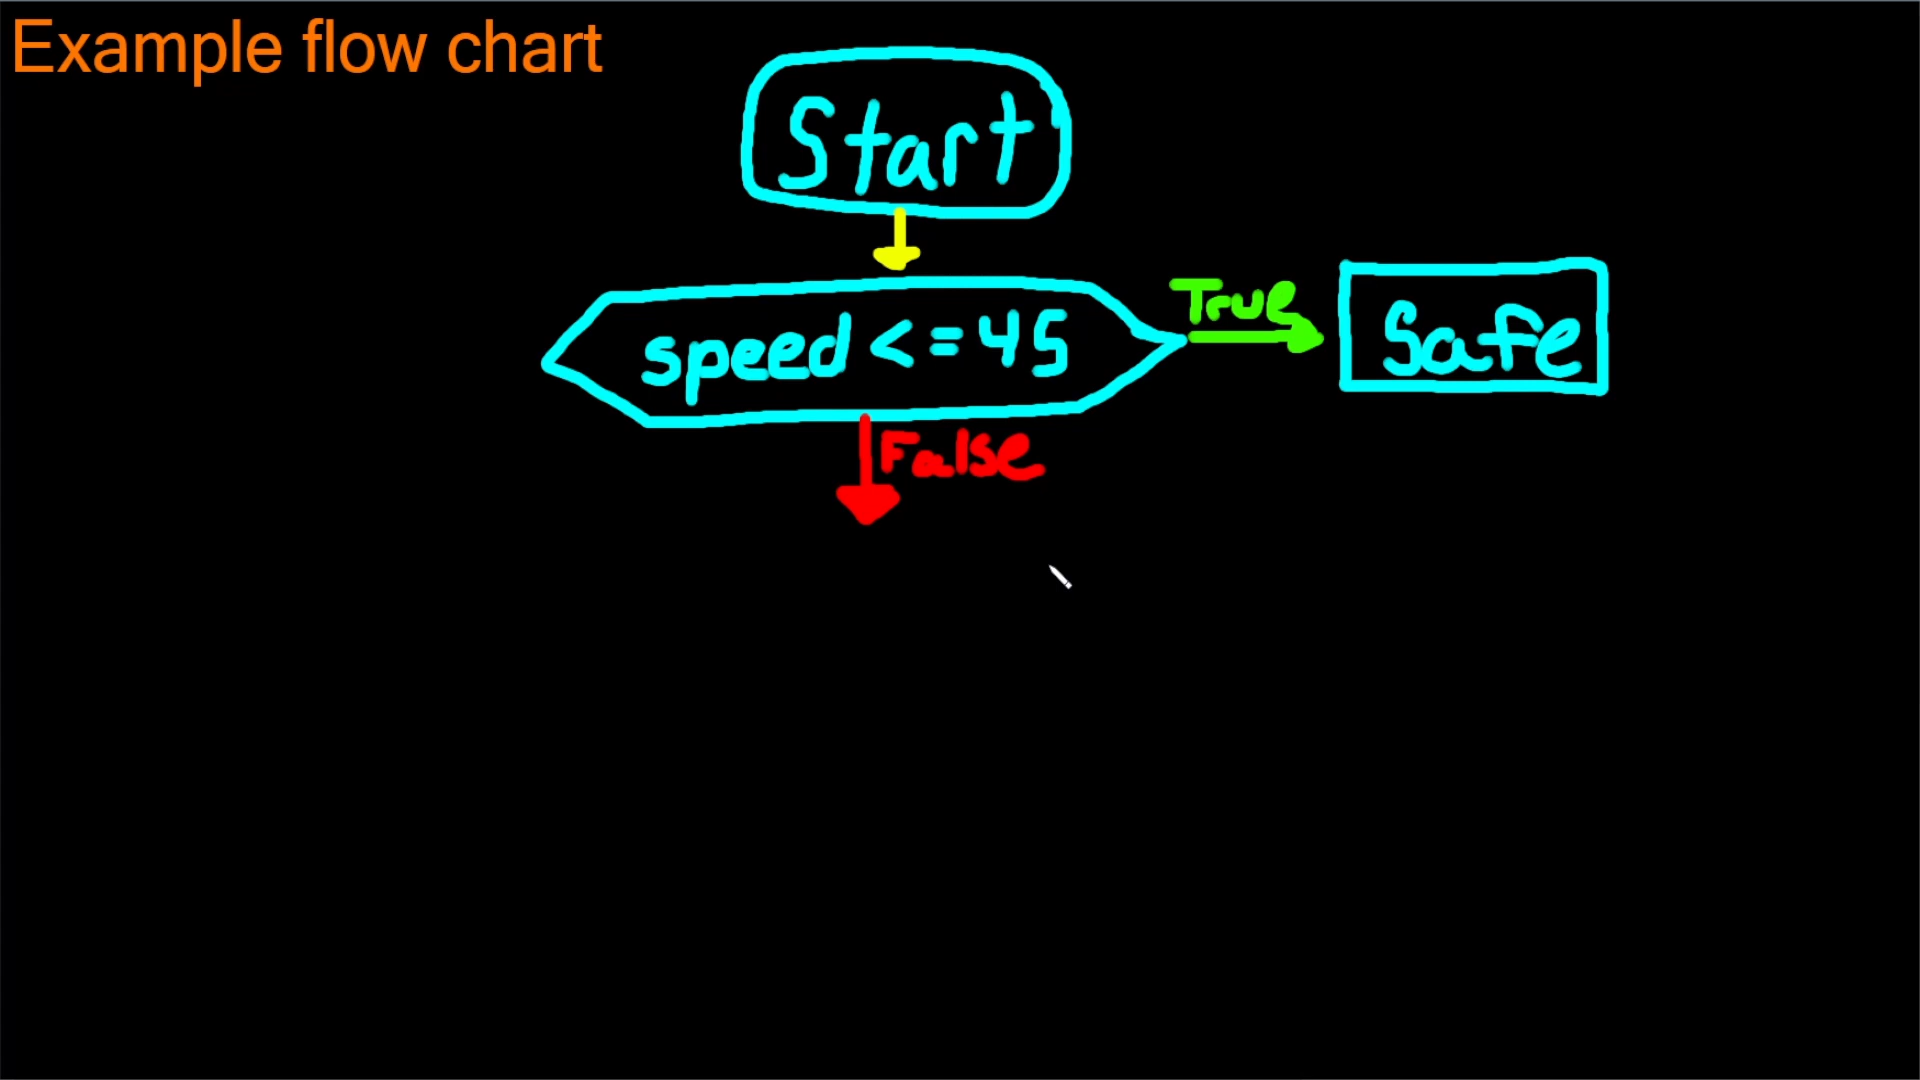 Example flow chart
Start
speed <= 45
True
Safe
False